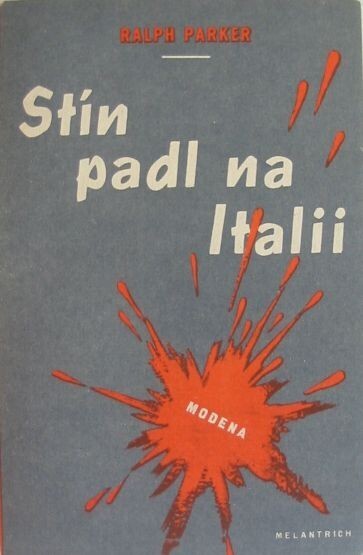 RALPH PARKER
Stín
padl na
Italii
MODENA
MELANTRICH